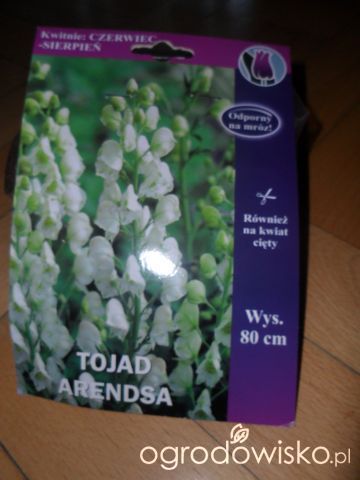 Kwitnie: CZERWIEC
-SIERPIEŃ
Odporny
na mróz!
Również
na kwiat
cięty
Wys.
80 cm
TOJAD
ARENDSA
ogrodowisko.pl